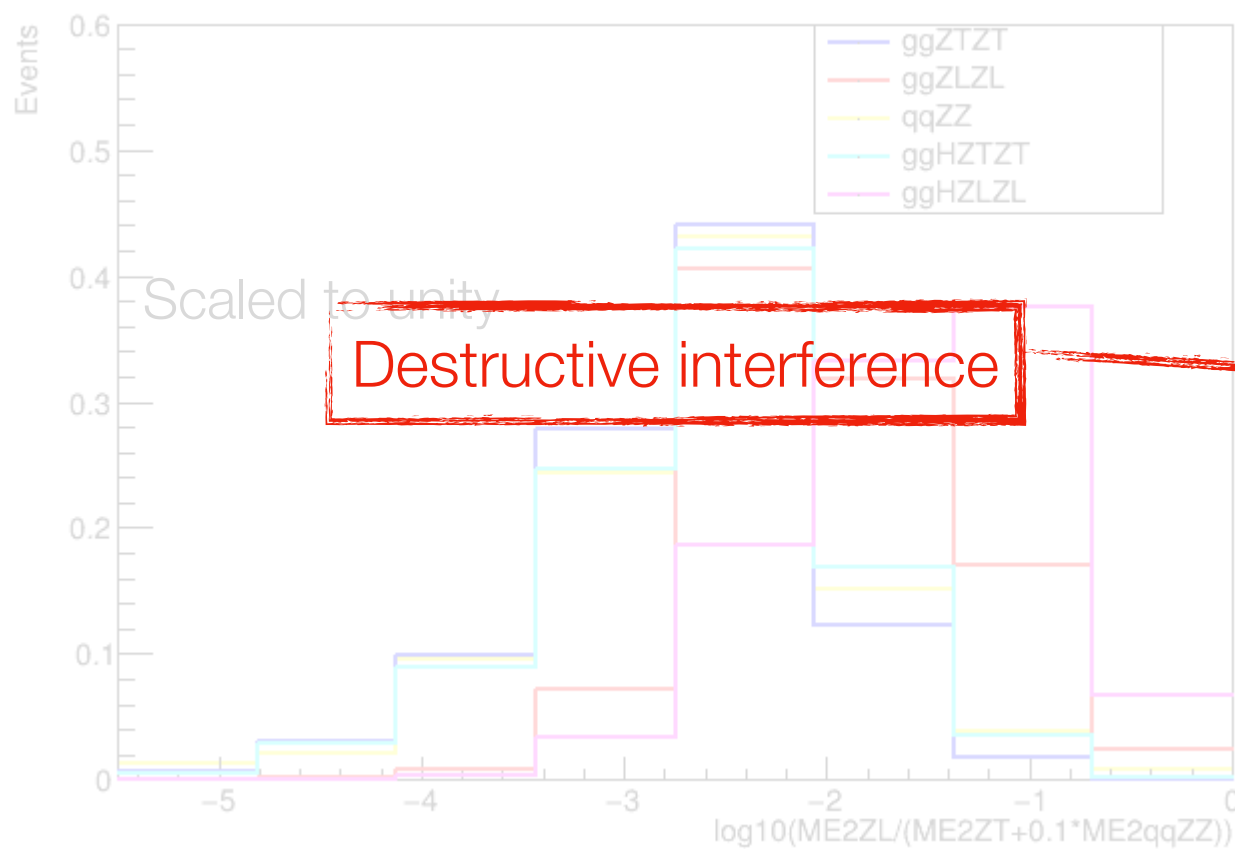 Events
0.6
0.5
0.4
0.3
0.2
0.1
0
ggZTZT
ggZLZL
qqZZ
ggHZTZT
ggHZLZL
Scaled to unity
Destructive interference
−5 −4 −3 −2 −1 0
log10(ME2ZL/(ME2ZT+0.1*ME2qqZZ))